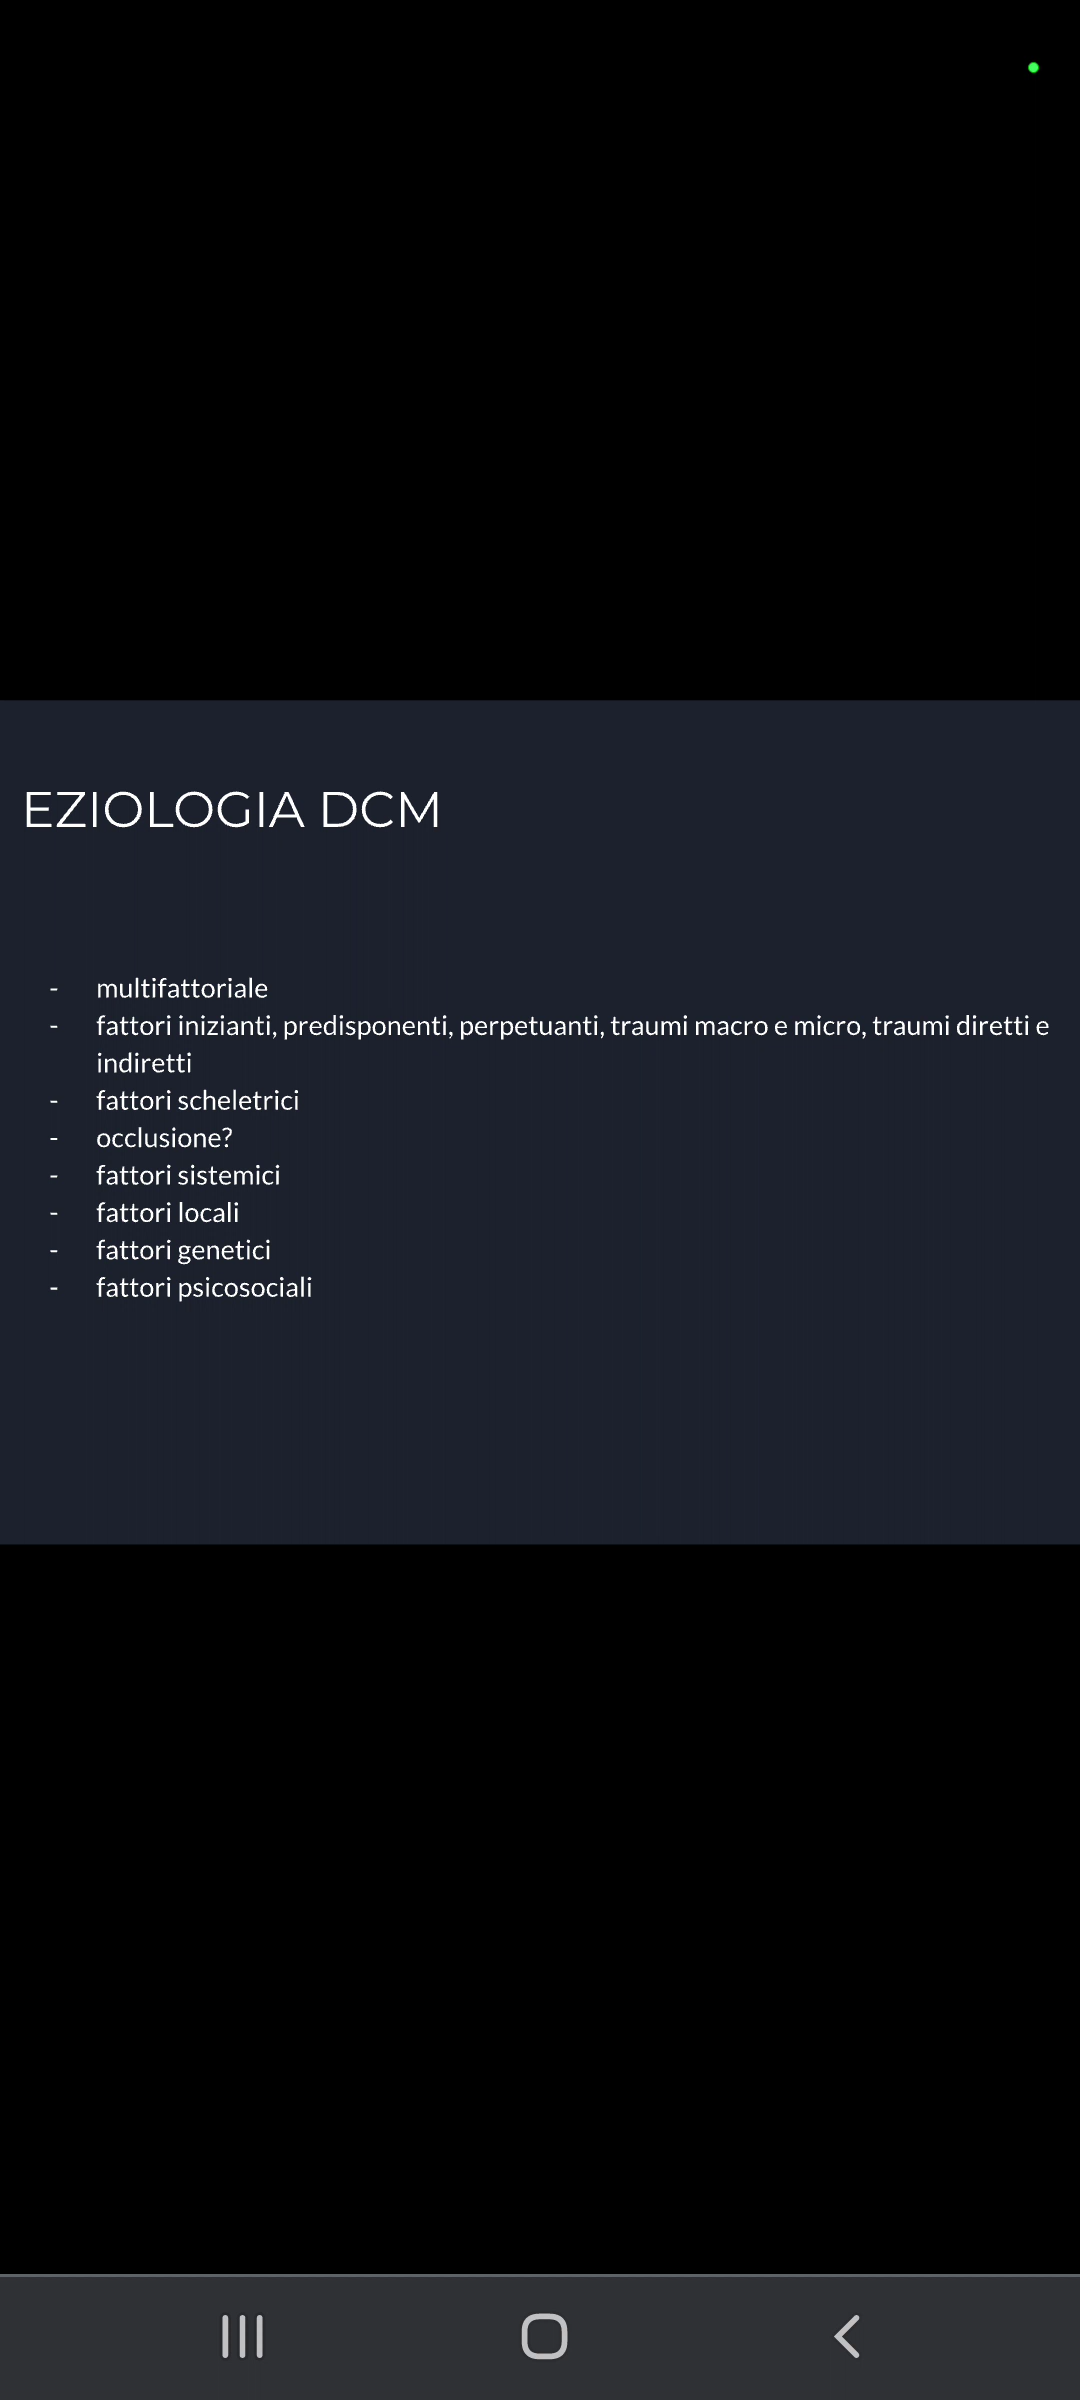 EZIOLOGIA DCM
- multifattoriale
- fattori inizianti, predisponenti, perpetuanti, traumi macro e micro, traumi diretti e
indiretti
- fattori scheletrici
- occlusione?
- fattori sistemici
- fattori locali
- fattori genetici
- fattori psicosociali